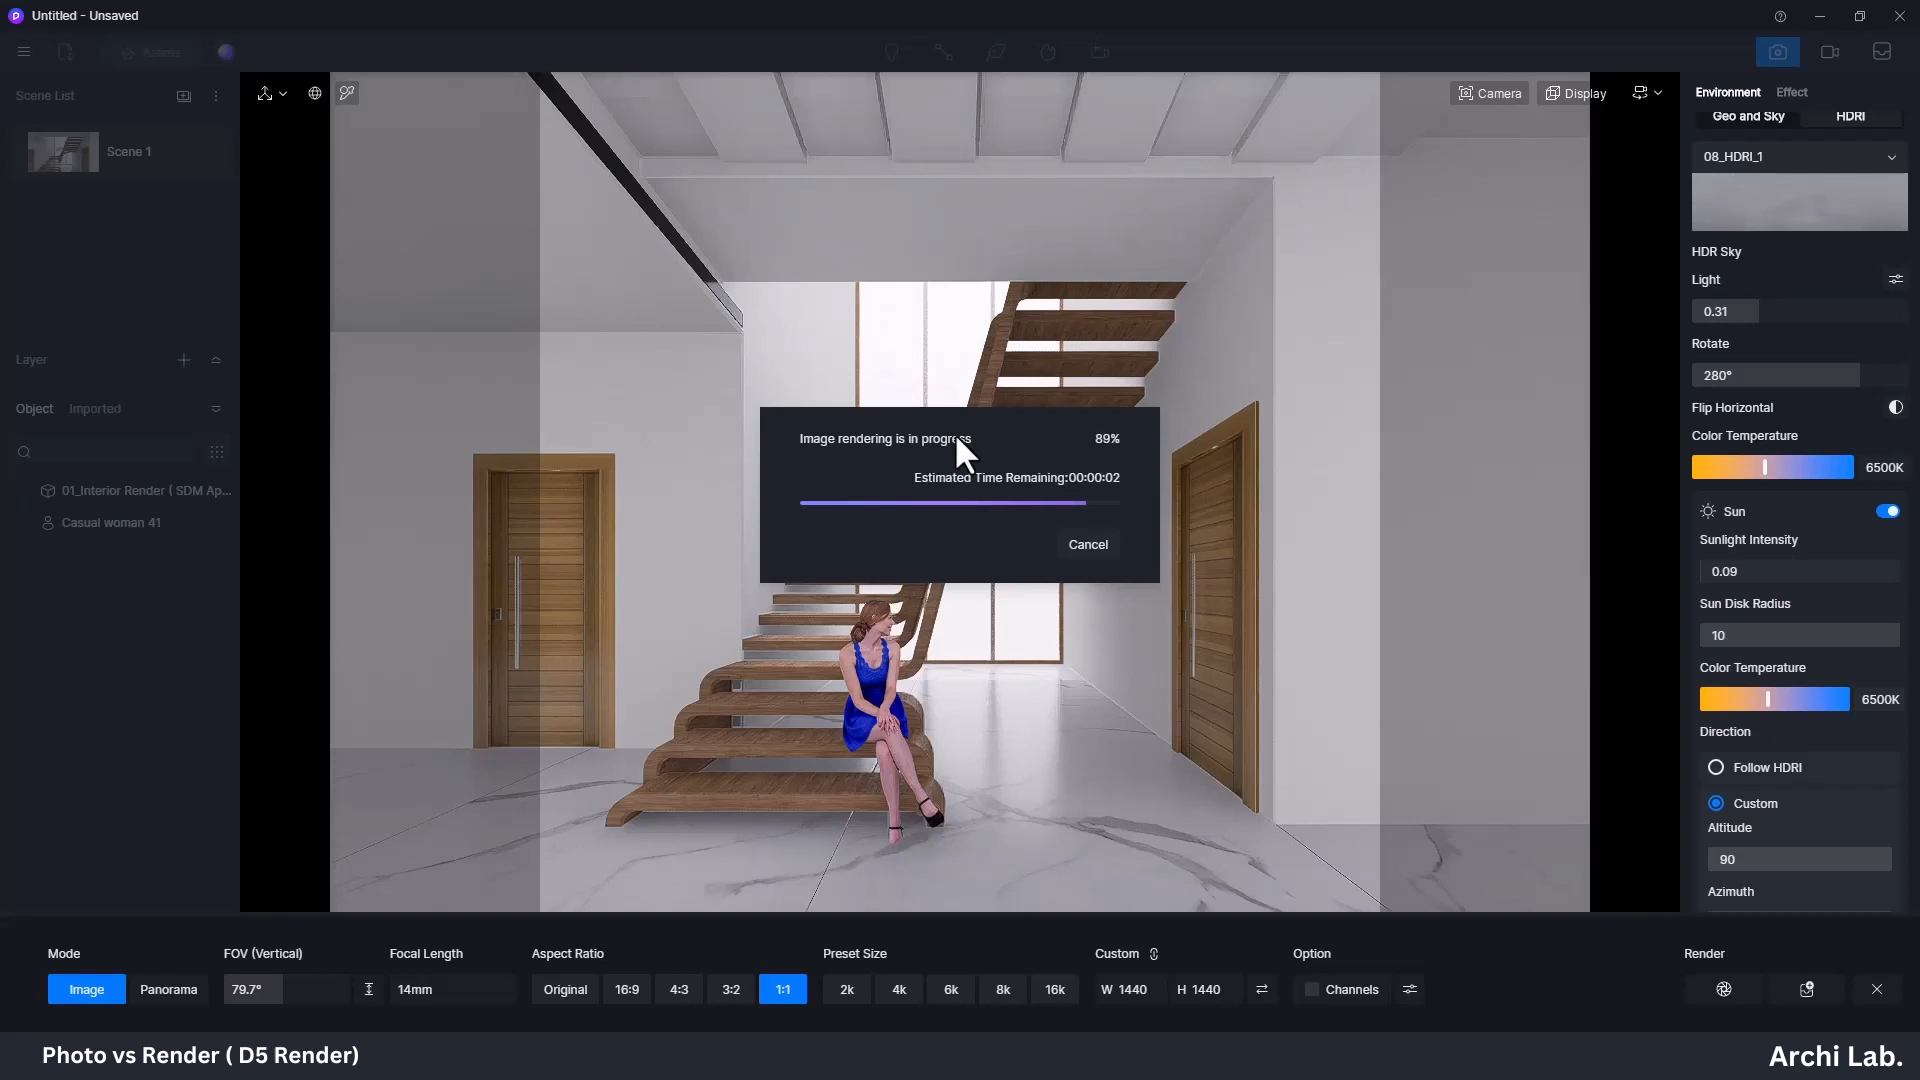 Untitled - Unsaved
Assets
Scene List
Scene 1
Layer
Object Imported
01_Interior Render ( SDM Ap...
Casual woman 41
Camera Display
Image rendering is in progress 89%
Estimated Time Remaining:00:00:02
Cancel
Environment Effect
Geo and Sky HDRI
08_HDRI_1
HDR Sky
Light
0.31
Rotate
280°
Flip Horizontal
Color Temperature
6500K
Sun
Sunlight Intensity
0.09
Sun Disk Radius
10
Color Temperature
6500K
Direction
Follow HDRI
Custom
Altitude
90
Azimuth
Mode FOV (Vertical) Focal Length Aspect Ratio Preset Size Custom Option Render
Image Panorama 79.7° 14mm Original 16:9 4:3 3:2 1:1 2k 4k 6k 8k 16k W 1440 H 1440 Channels
Photo vs Render ( D5 Render)
Archi Lab.